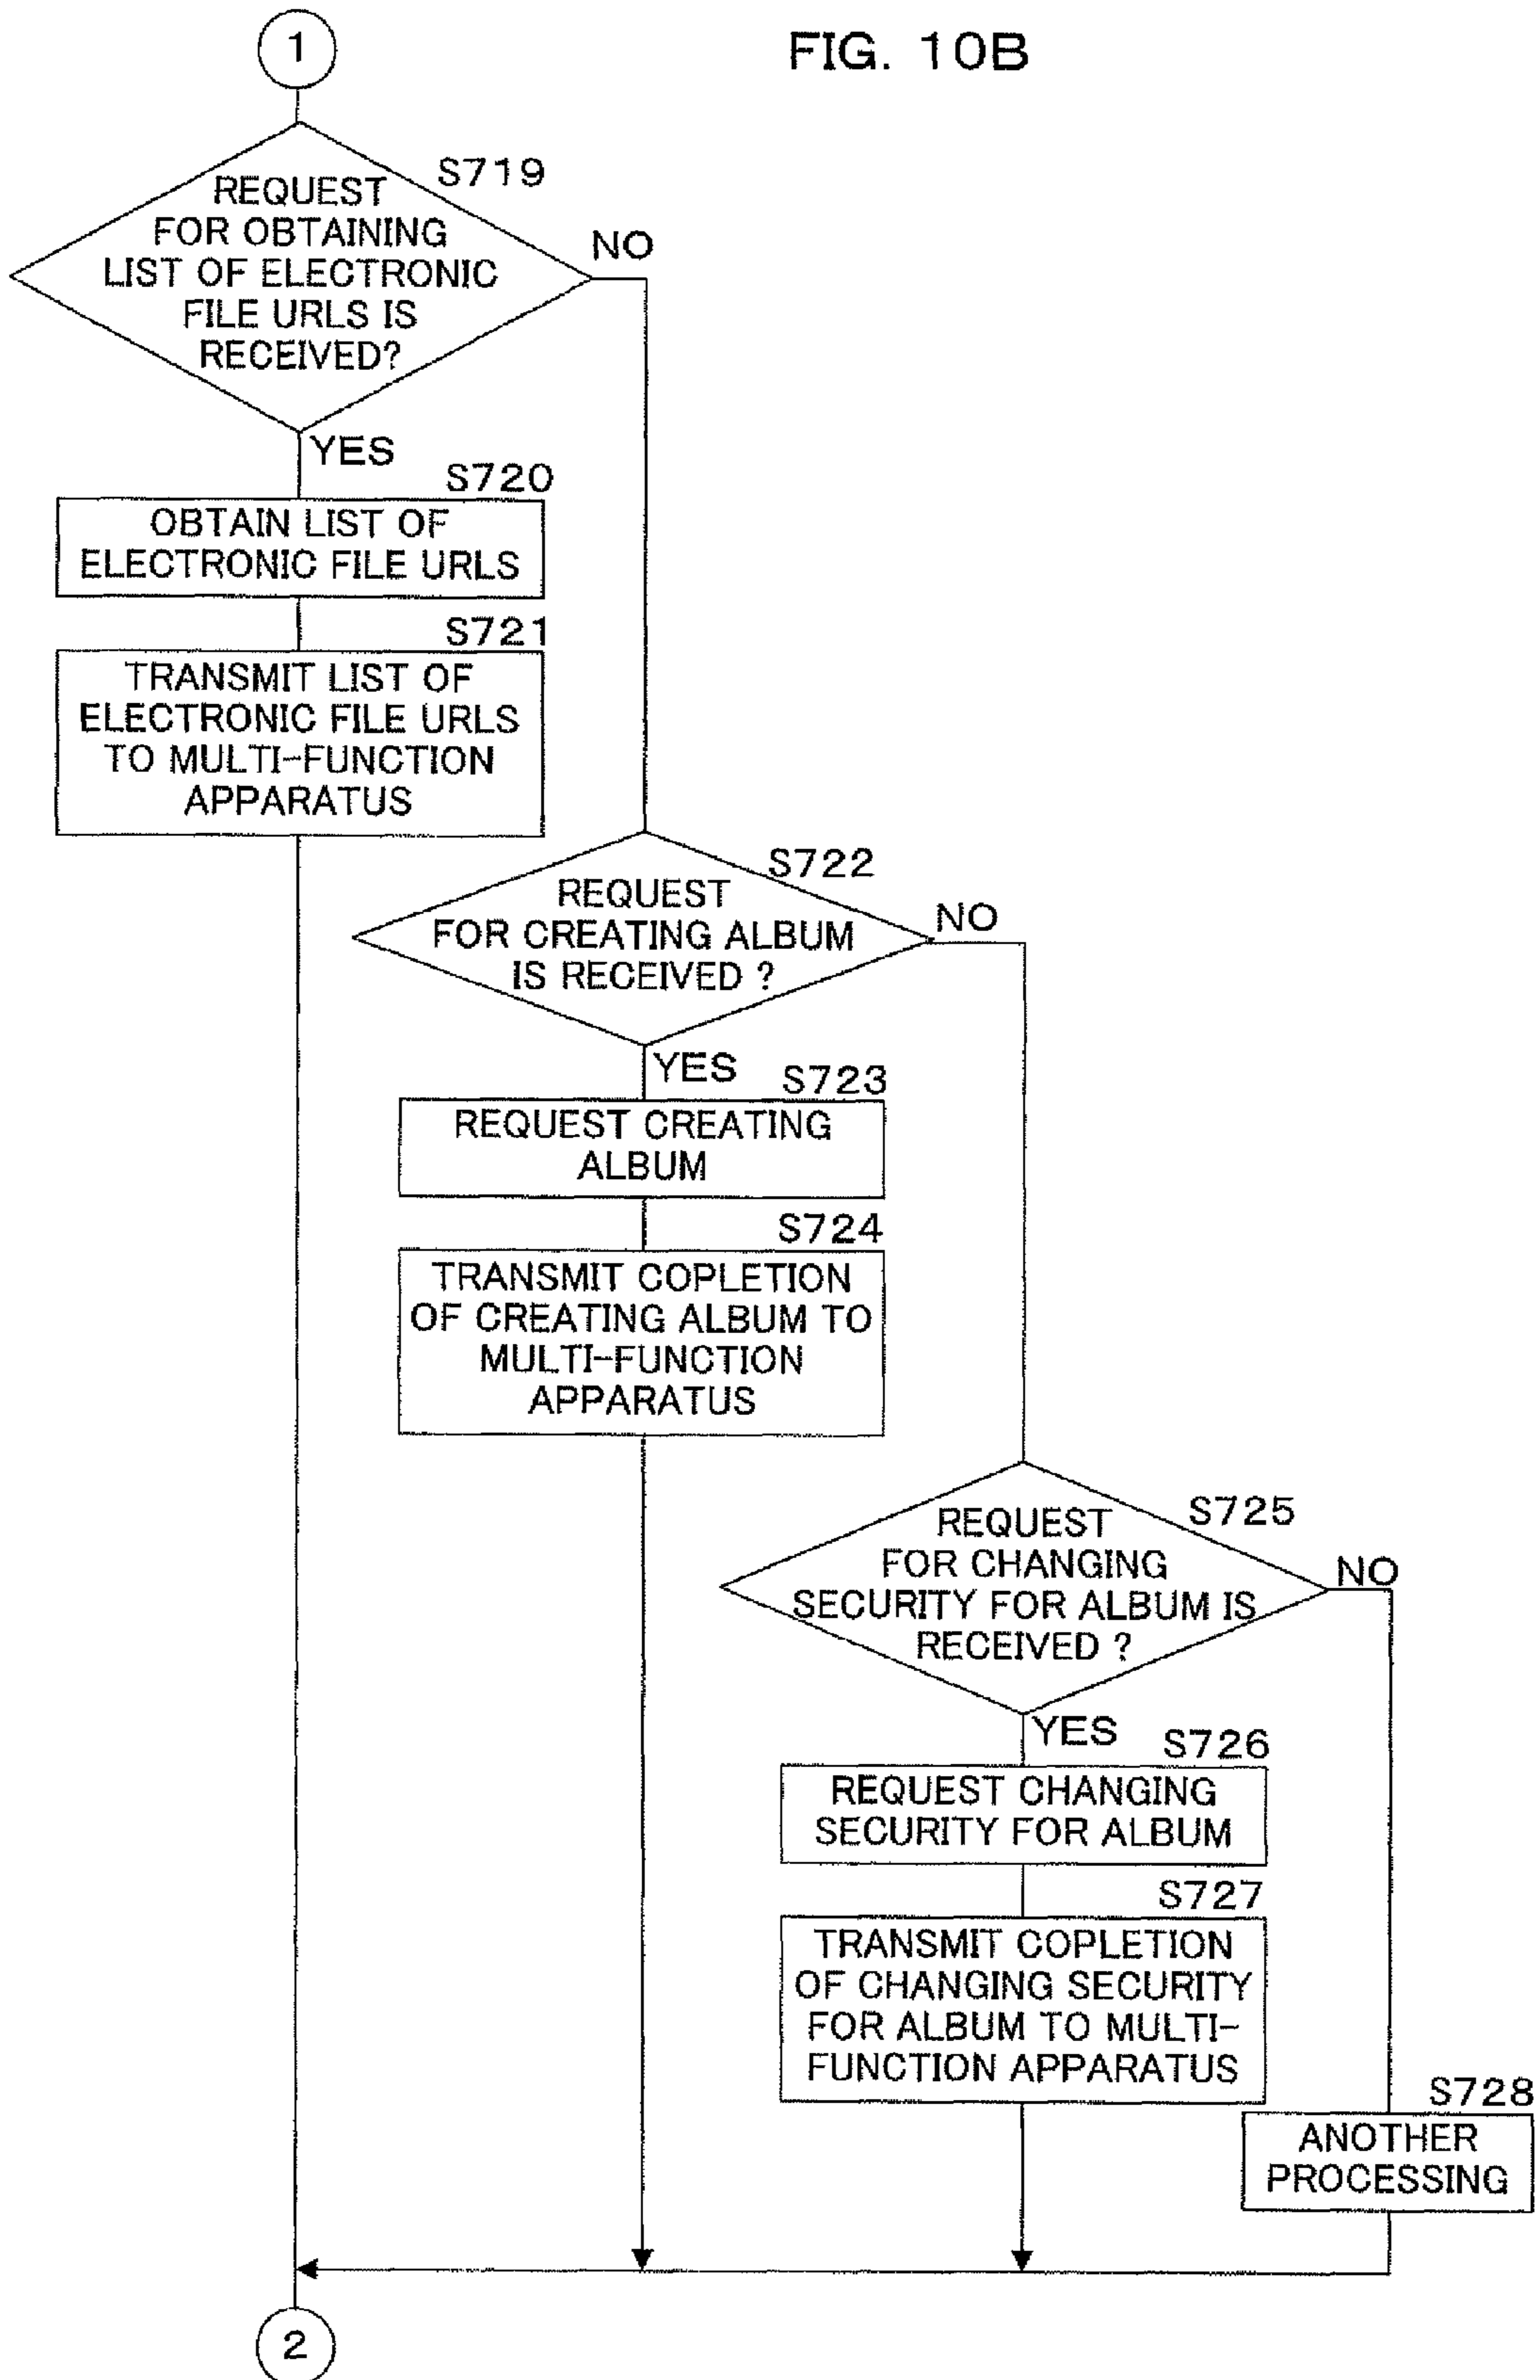 1
FIG. 10B
S719
REQUEST
FOR OBTAINING
LIST OF ELECTRONIC
FILE URLS IS
RECEIVED?
NO
YES
S720
OBTAIN LIST OF
ELECTRONIC FILE URLS
S721
TRANSMIT LIST OF
ELECTRONIC FILE URLS
TO MULTI-FUNCTION
APPARATUS
S722
REQUEST
FOR CREATING ALBUM
IS RECEIVED ?
NO
YES
S723
REQUEST CREATING
ALBUM
S724
TRANSMIT COPLETION
OF CREATING ALBUM TO
MULTI-FUNCTION
APPARATUS
S725
REQUEST
FOR CHANGING
SECURITY FOR ALBUM IS
RECEIVED ?
NO
YES
S726
REQUEST CHANGING
SECURITY FOR ALBUM
S727
TRANSMIT COPLETION
OF CHANGING SECURITY
FOR ALBUM TO MULTI-
FUNCTION APPARATUS
S728
ANOTHER
PROCESSING
2